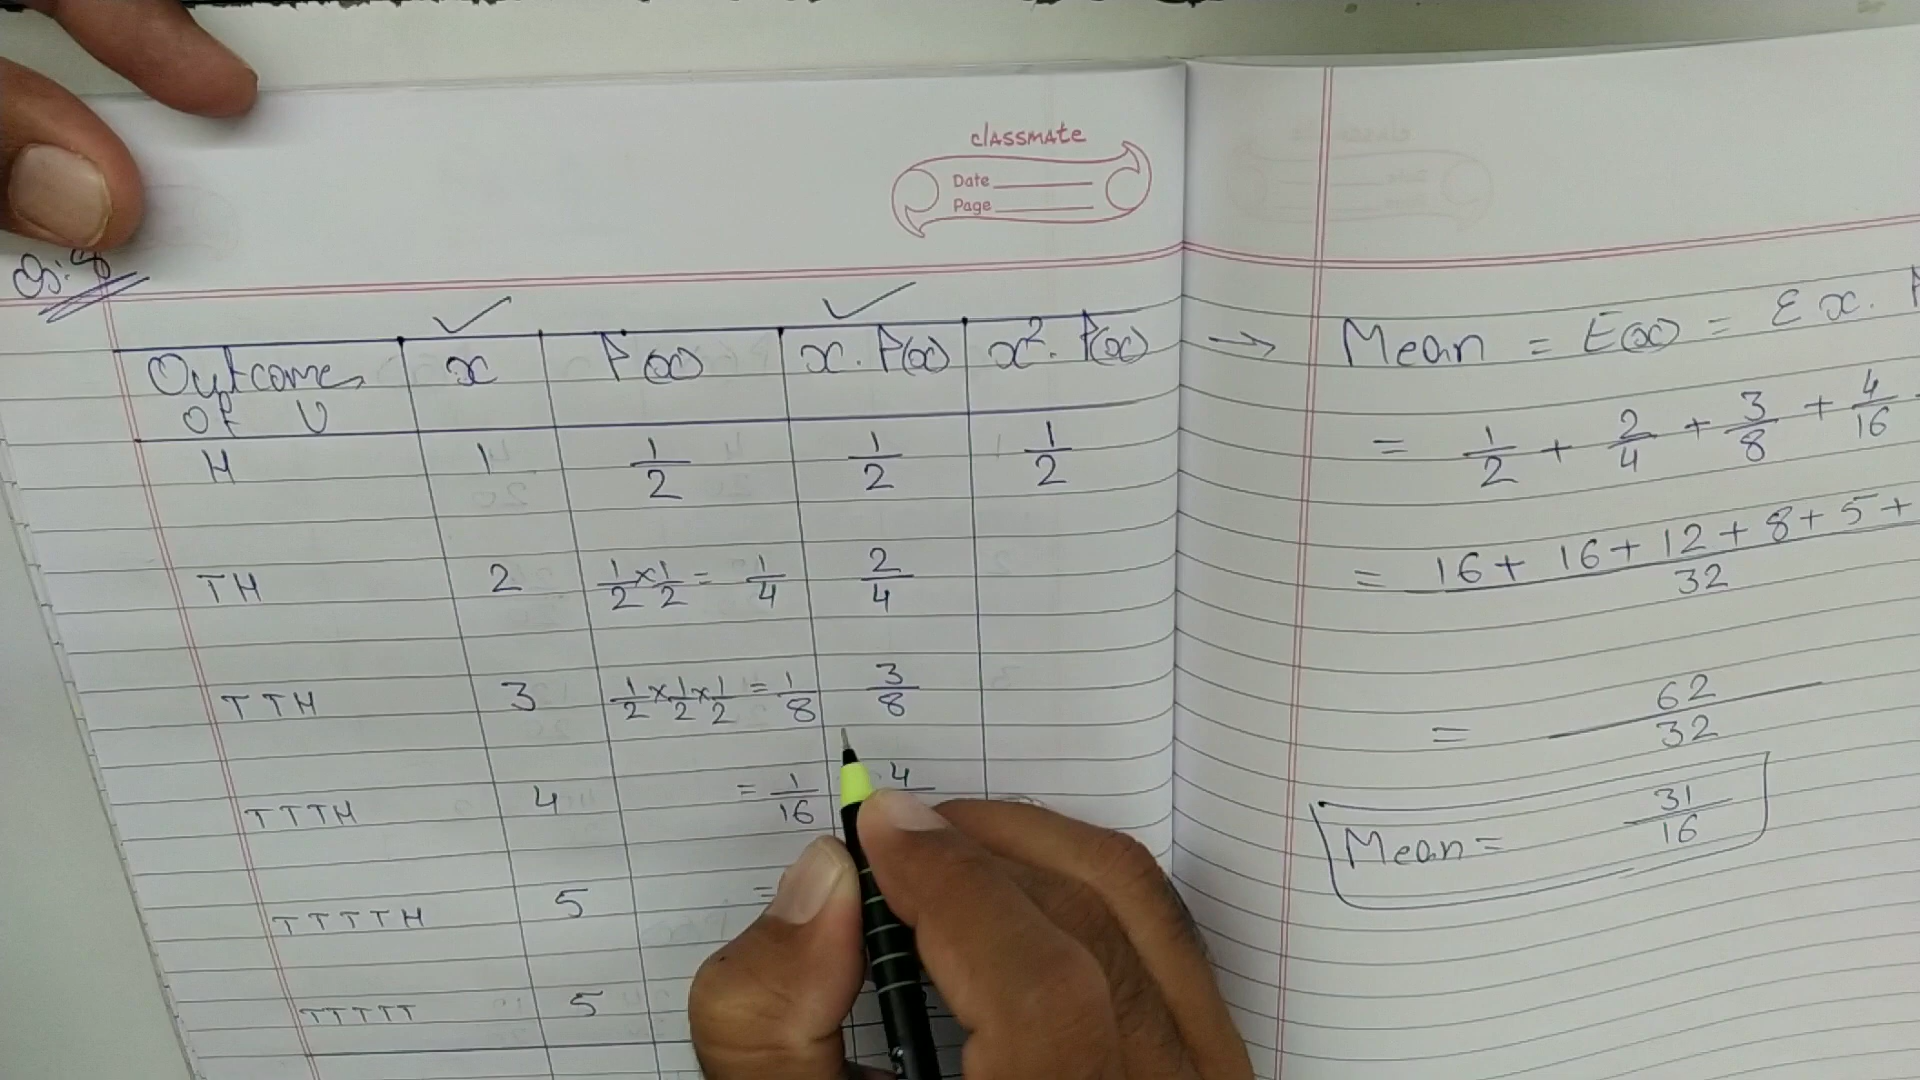 classmate
Date
Page
Qs:8
Outcomes of U | x | P(x) | x.P(x) | x². P(x)
H | 1 | 1/2 | 1/2 | 1/2
TH | 2 | 1/2 × 1/2 = 1/4 | 2/4
TTH | 3 | 1/2 × 1/2 × 1/2 = 1/8 | 3/8
TTTH | 4 | = 1/16 | 4
TTTTH | 5 | =
TTTTT | 5
→ Mean = E(x) = Σ x.
= 1/2 + 2/4 + 3/8 + 4/16
= 16 + 16 + 12 + 8 + 5 + / 32
= 62/32
Mean = 31/16